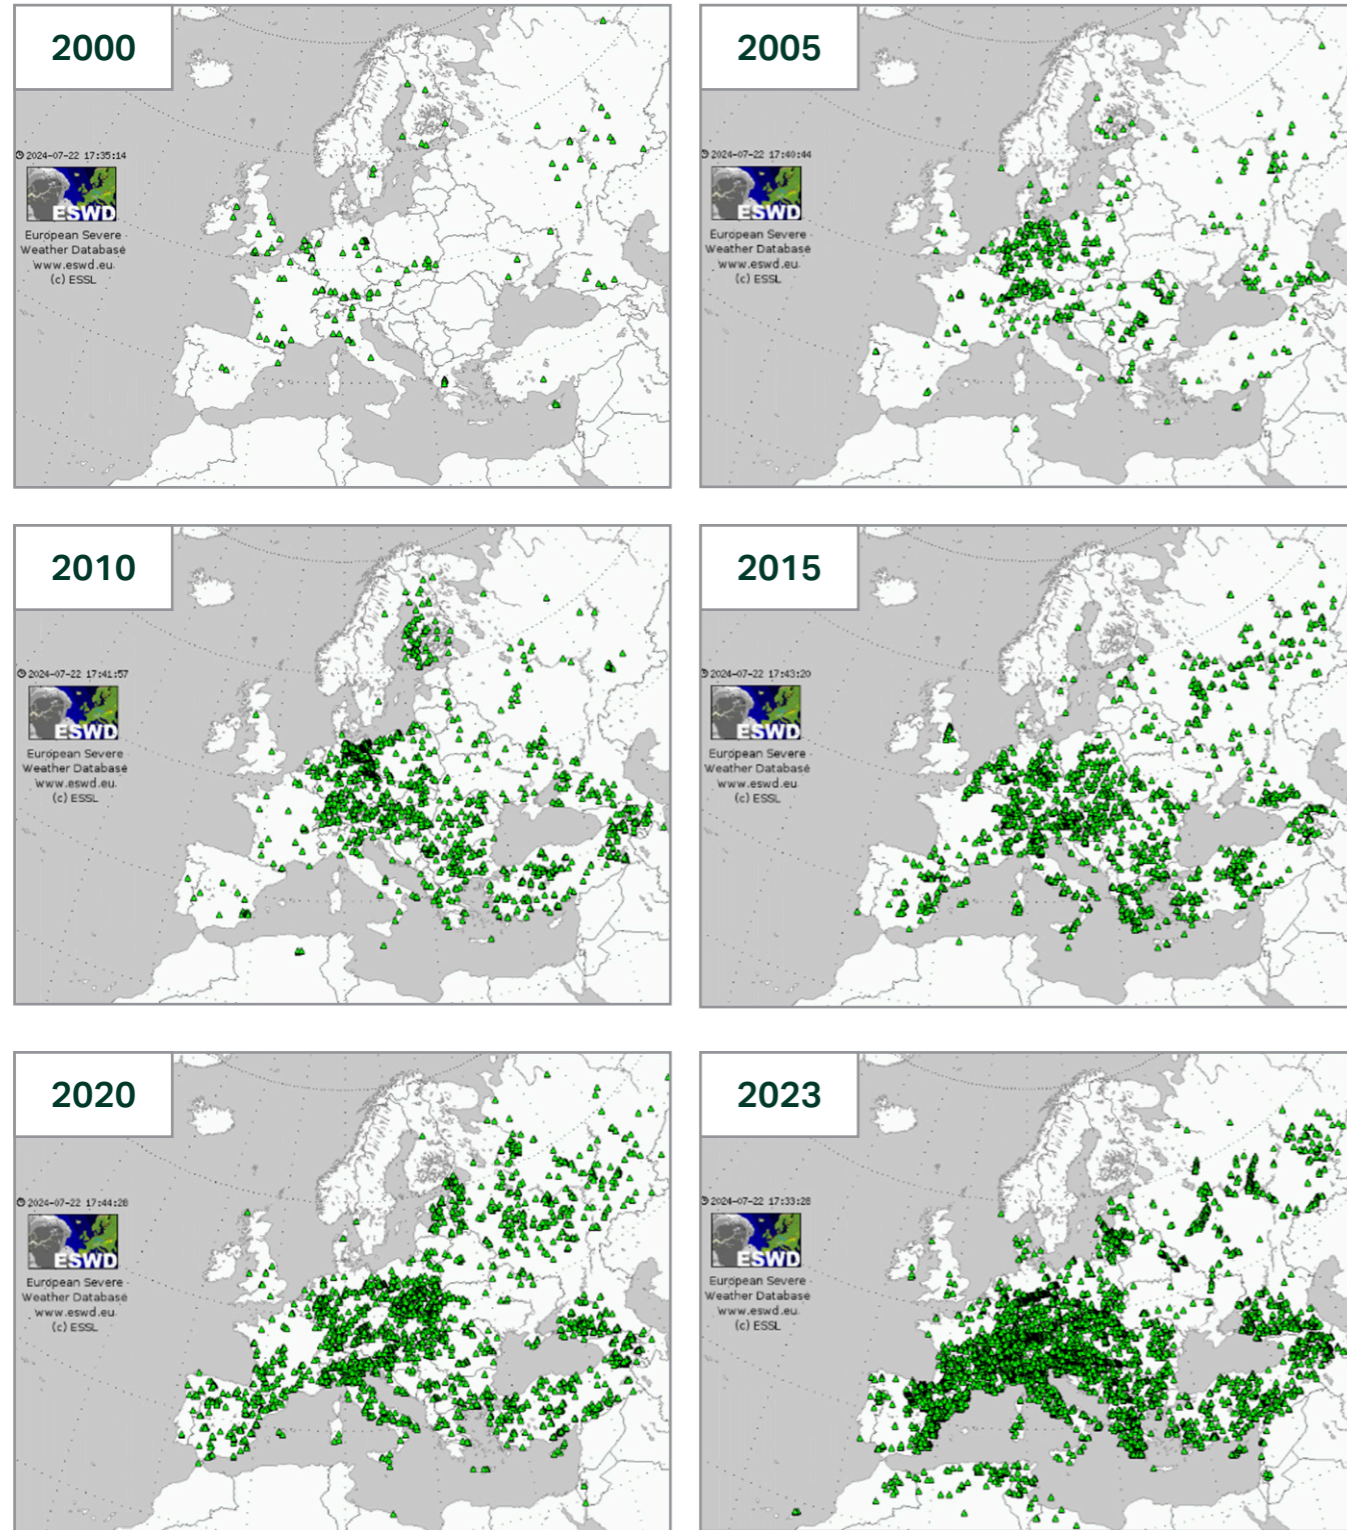 2000
2024-07-22 17:35:14
ESWD
European Severe
Weather Database
www.eswd.eu
(c) ESSL
2005
2024-07-22 17:40:44
ESWD
European Severe
Weather Database
www.eswd.eu
(c) ESSL
2010
2024-07-22 17:41:57
ESWD
European Severe
Weather Database
www.eswd.eu
(c) ESSL
2015
2024-07-22 17:43:20
ESWD
European Severe
Weather Database
www.eswd.eu
(c) ESSL
2020
2024-07-22 17:44:28
ESWD
European Severe
Weather Database
www.eswd.eu
(c) ESSL
2023
2024-07-22 17:33:28
ESWD
European Severe
Weather Database
www.eswd.eu
(c) ESSL